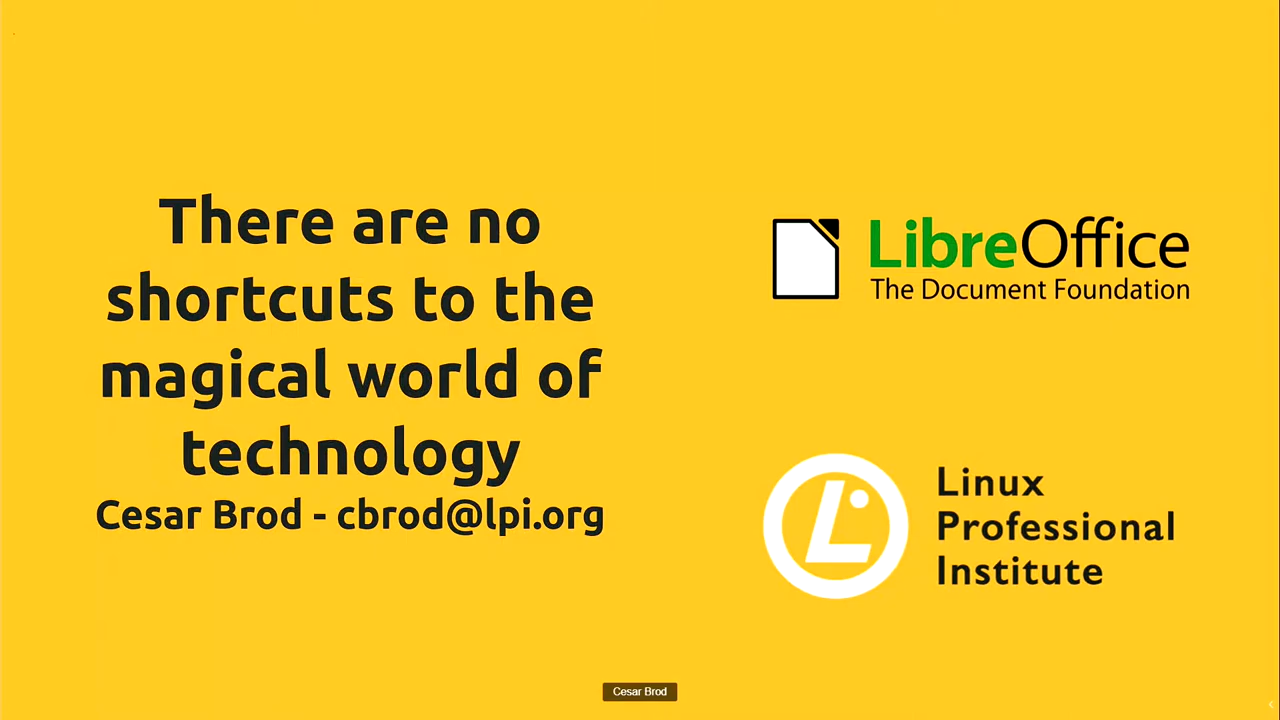 There are no
shortcuts to the
magical world of
technology
Cesar Brod - cbrod@lpi.org
LibreOffice
The Document Foundation
L
Linux
Professional
Institute
Cesar Brod